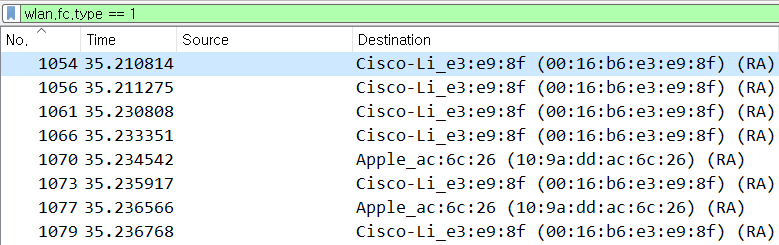 wlan.fc.type == 1
No. Time Source Destination
1054 35.210814 Cisco-Li_e3:e9:8f (00:16:b6:e3:e9:8f) (RA)
1056 35.211275 Cisco-Li_e3:e9:8f (00:16:b6:e3:e9:8f) (RA)
1061 35.230808 Cisco-Li_e3:e9:8f (00:16:b6:e3:e9:8f) (RA)
1066 35.233351 Cisco-Li_e3:e9:8f (00:16:b6:e3:e9:8f) (RA)
1070 35.234542 Apple_ac:6c:26 (10:9a:dd:ac:6c:26) (RA)
1073 35.235917 Cisco-Li_e3:e9:8f (00:16:b6:e3:e9:8f) (RA)
1077 35.236566 Apple_ac:6c:26 (10:9a:dd:ac:6c:26) (RA)
1079 35.236768 Cisco-Li_e3:e9:8f (00:16:b6:e3:e9:8f) (RA)